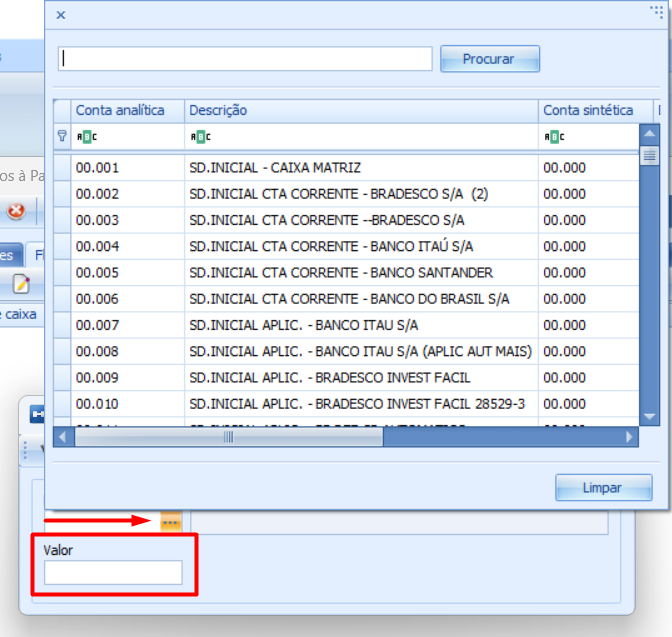 Procurar
Conta analítica Descrição Conta sintética
ABC ABC ABC
00.001 SD.INICIAL - CAIXA MATRIZ 00.000
os à Pa
00.002 SD.INICIAL CTA CORRENTE - BRADESCO S/A (2) 00.000
00.003 SD.INICIAL CTA CORRENTE --BRADESCO S/A 00.000
00.004 SD.INICIAL CTA CORRENTE - BANCO ITAÚ S/A 00.000
es
00.005 SD.INICIAL CTA CORRENTE - BANCO SANTANDER 00.000
00.006 SD.INICIAL CTA CORRENTE - BANCO DO BRASIL S/A 00.000
e caixa
00.007 SD.INICIAL APLIC. - BANCO ITAU S/A 00.000
00.008 SD.INICIAL APLIC. - BANCO ITAU S/A (APLIC AUT MAIS) 00.000
00.009 SD.INICIAL APLIC. - BRADESCO INVEST FACIL 00.000
00.010 SD.INICIAL APLIC. - BRADESCO INVEST FACIL 28529-3 00.000
Limpar
Valor